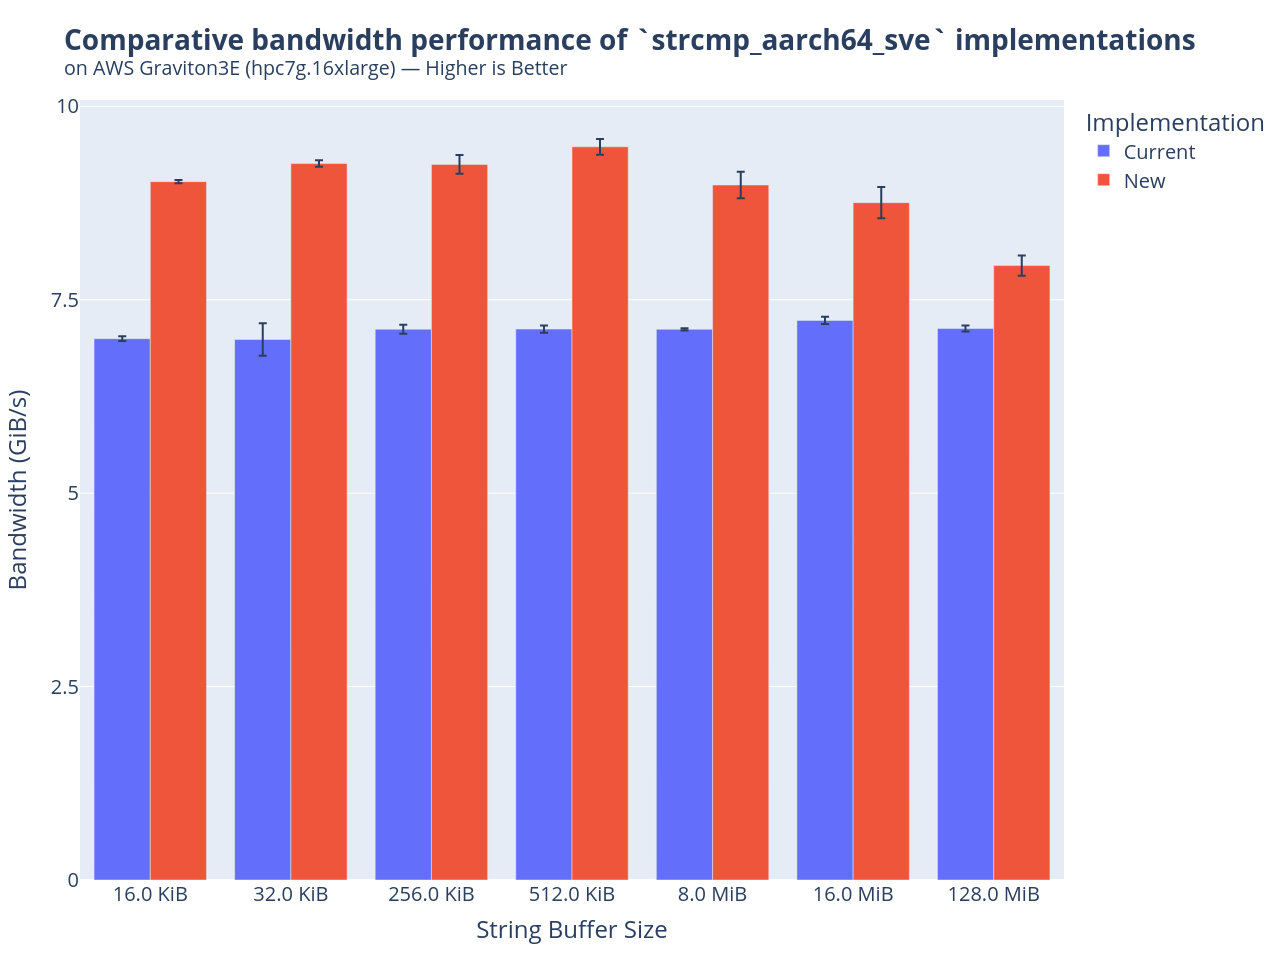 Comparative bandwidth performance of `strcmp_aarch64_sve` implementations
on AWS Graviton3E (hpc7g.16xlarge) — Higher is Better
Implementation
Current
New
Bandwidth (GiB/s)
10
7.5
5
2.5
0
16.0 KiB 32.0 KiB 256.0 KiB 512.0 KiB 8.0 MiB 16.0 MiB 128.0 MiB
String Buffer Size